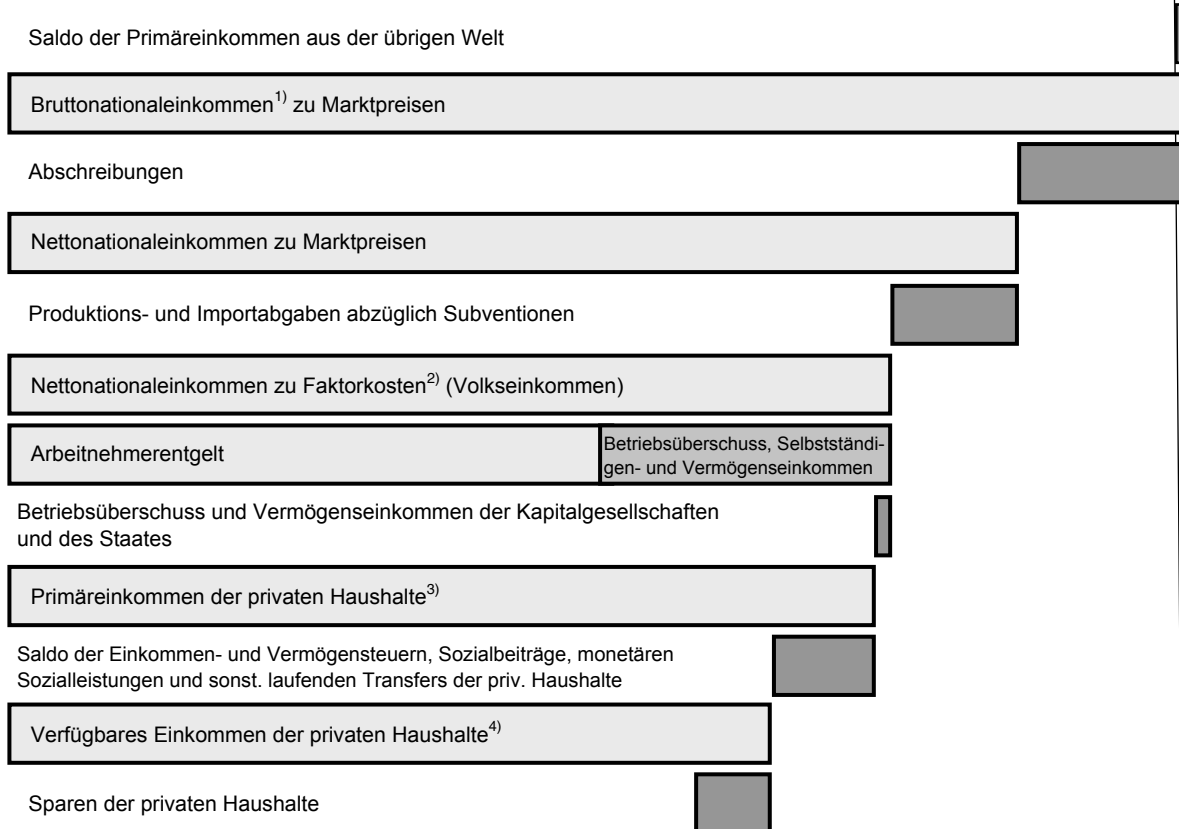 Saldo der Primäreinkommen aus der übrigen Welt
Bruttonationaleinkommen1) zu Marktpreisen
Abschreibungen
Nettonationaleinkommen zu Marktpreisen
Produktions- und Importabgaben abzüglich Subventionen
Nettonationaleinkommen zu Faktorkosten2) (Volkseinkommen)
Arbeitnehmerentgelt
Betriebsüberschuss, Selbstständi-
gen- und Vermögenseinkommen
Betriebsüberschuss und Vermögenseinkommen der Kapitalgesellschaften
und des Staates
Primäreinkommen der privaten Haushalte3)
Saldo der Einkommen- und Vermögensteuern, Sozialbeiträge, monetären
Sozialleistungen und sonst. laufenden Transfers der priv. Haushalte
Verfügbares Einkommen der privaten Haushalte4)
Sparen der privaten Haushalte